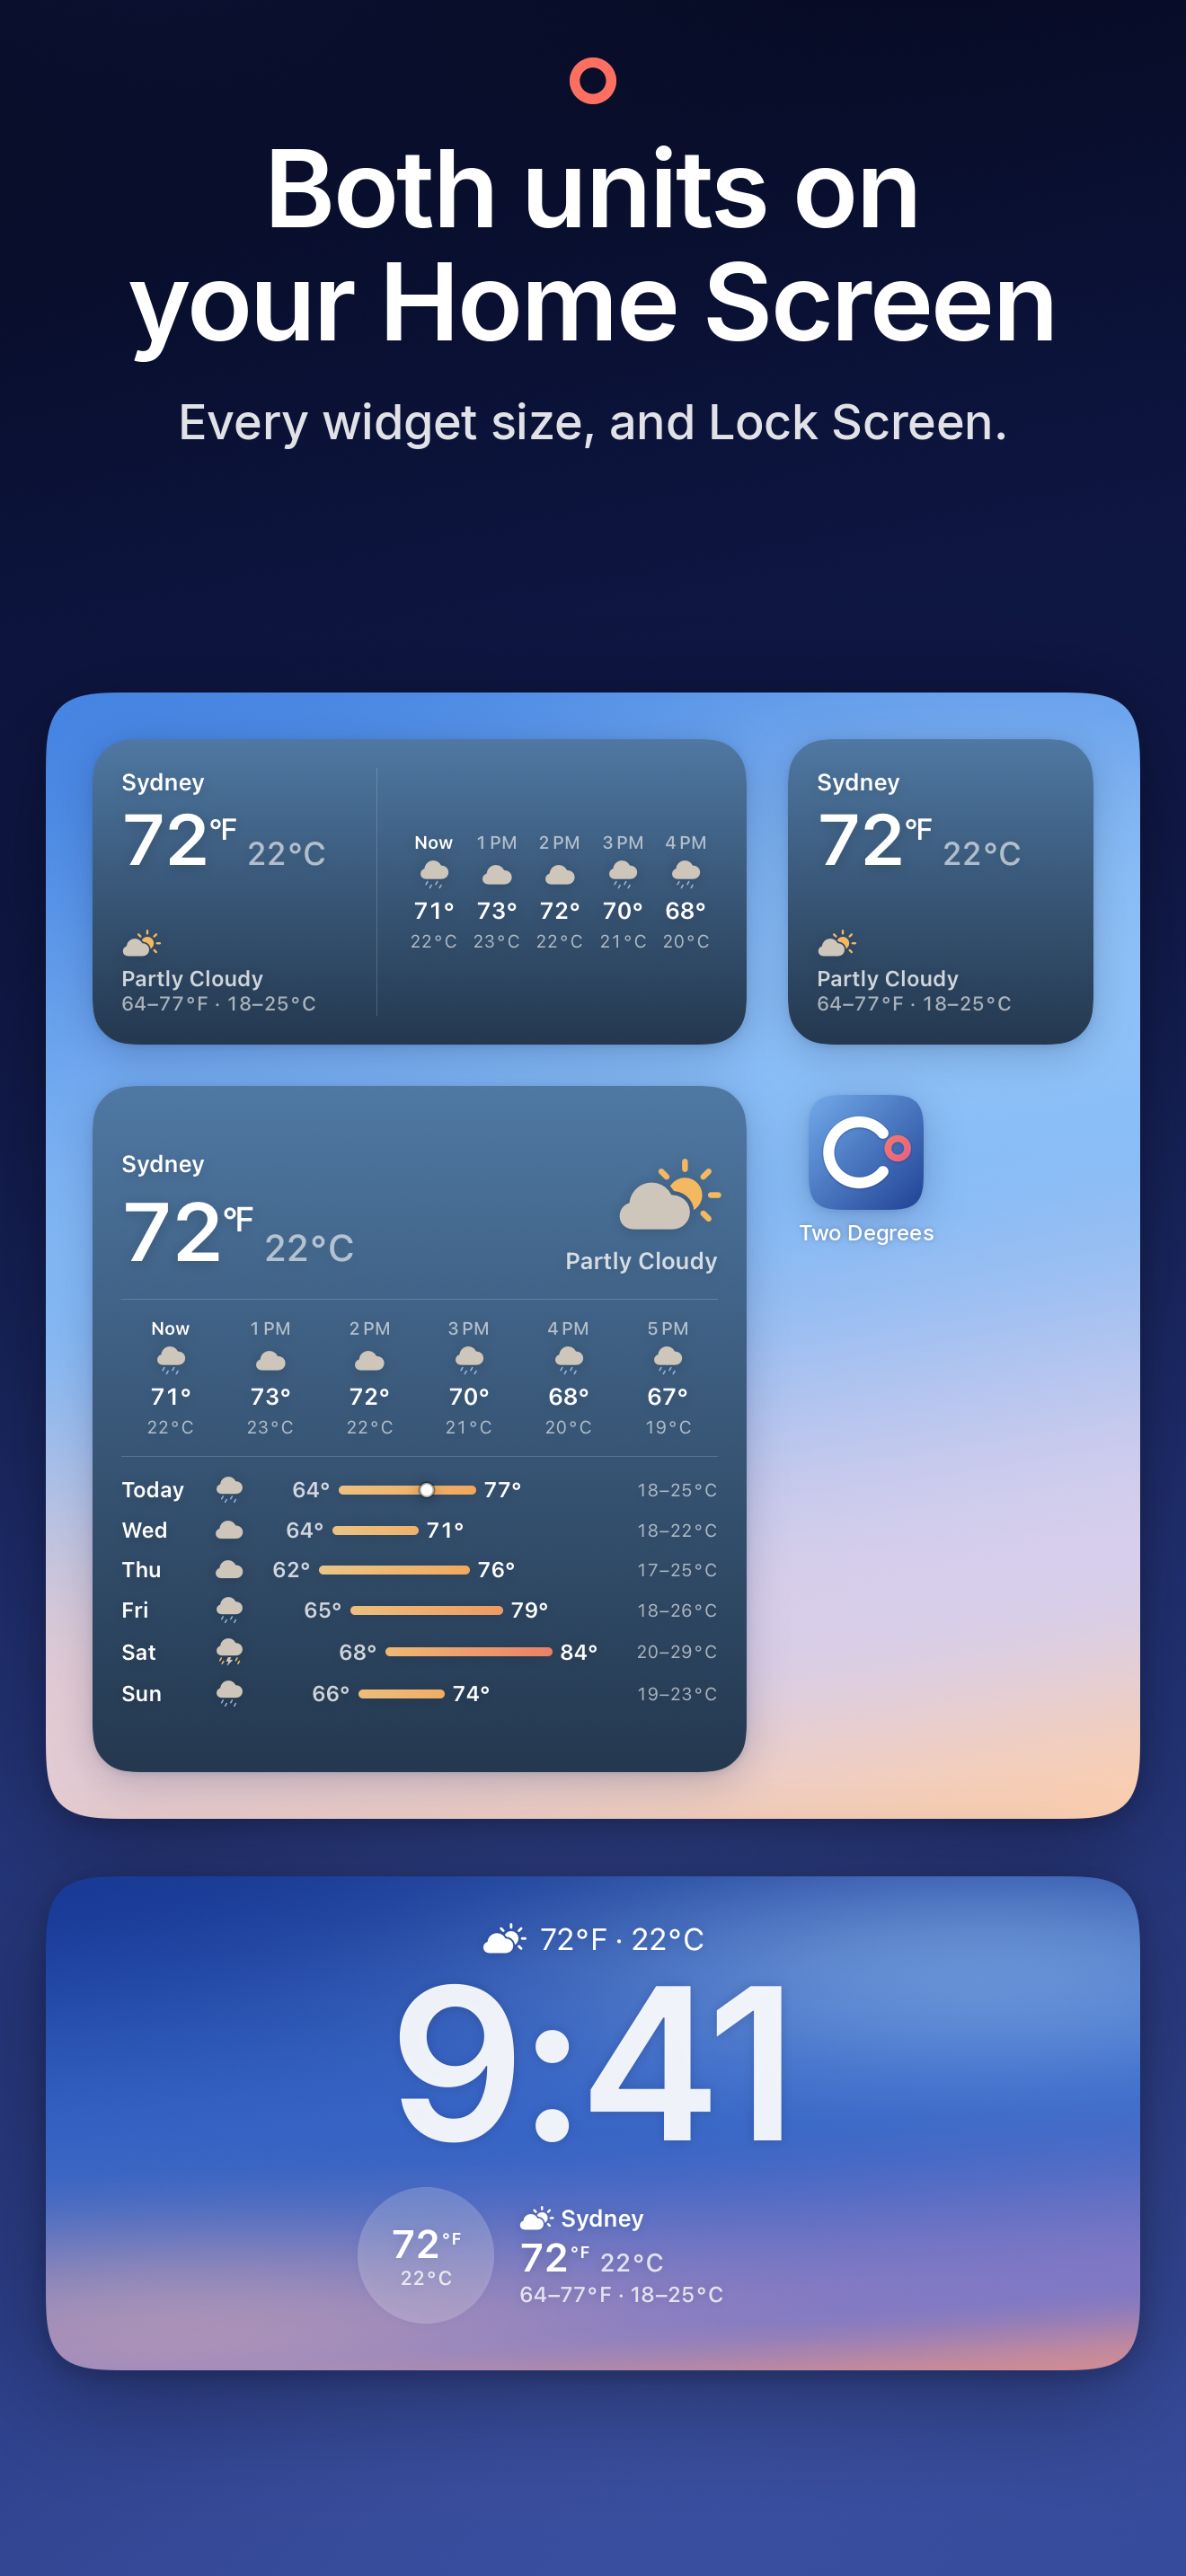 Both units on
your Home Screen
Every widget size, and Lock Screen.
Sydney
72°F 22°C
Partly Cloudy
64–77°F · 18–25°C
Now 1 PM 2 PM 3 PM 4 PM
71° 73° 72° 70° 68°
22°C 23°C 22°C 21°C 20°C
Sydney
72°F 22°C
Partly Cloudy
64–77°F · 18–25°C
Sydney
72°F 22°C
Partly Cloudy
Now 1 PM 2 PM 3 PM 4 PM 5 PM
71° 73° 72° 70° 68° 67°
22°C 23°C 22°C 21°C 20°C 19°C
Today 64° 77° 18–25°C
Wed 64° 71° 18–22°C
Thu 62° 76° 17–25°C
Fri 65° 79° 18–26°C
Sat 68° 84° 20–29°C
Sun 66° 74° 19–23°C
Two Degrees
72°F · 22°C
9:41
72°F
22°C
Sydney
72°F 22°C
64–77°F · 18–25°C